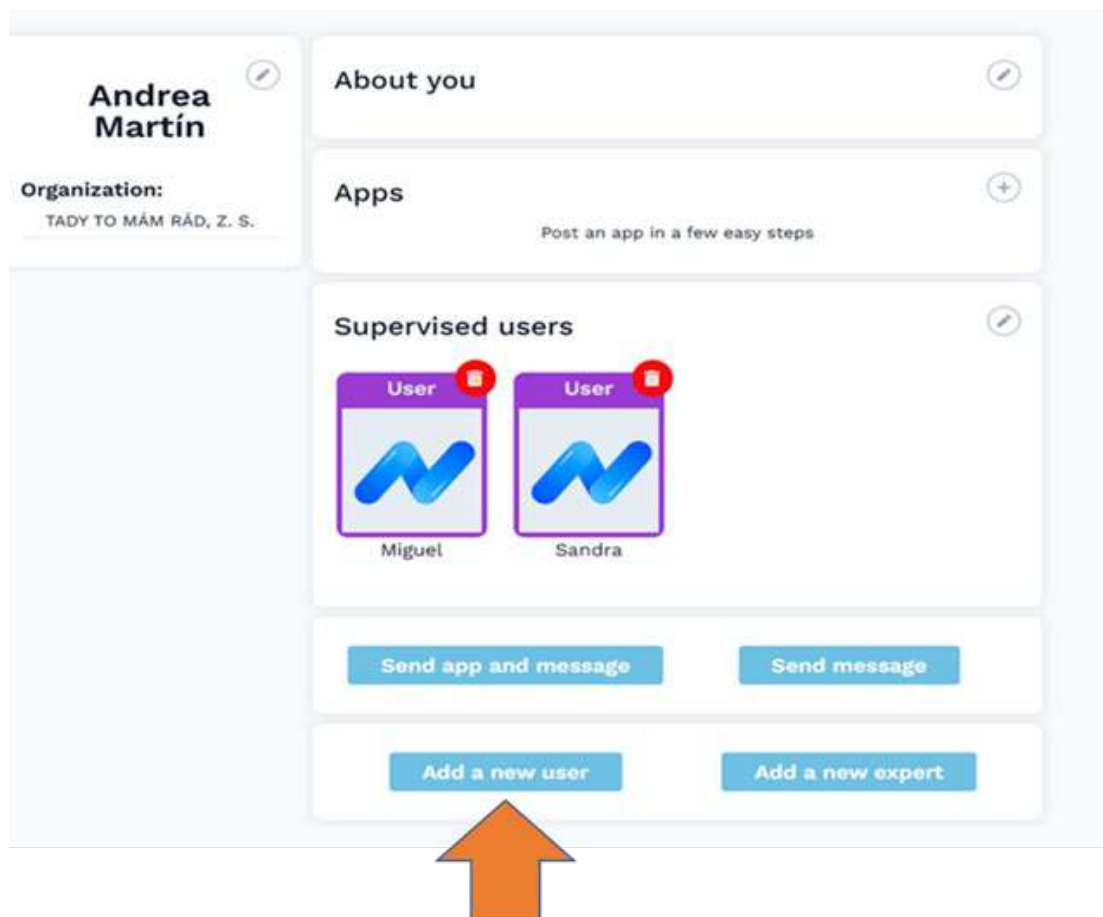 Andrea
Martín
Organization:
TADY TO MÁM RÁD, Z. S.
About you
Apps
Post an app in a few easy steps
Supervised users
User
User
Miguel
Sandra
Send app and message
Send message
Add a new user
Add a new expert